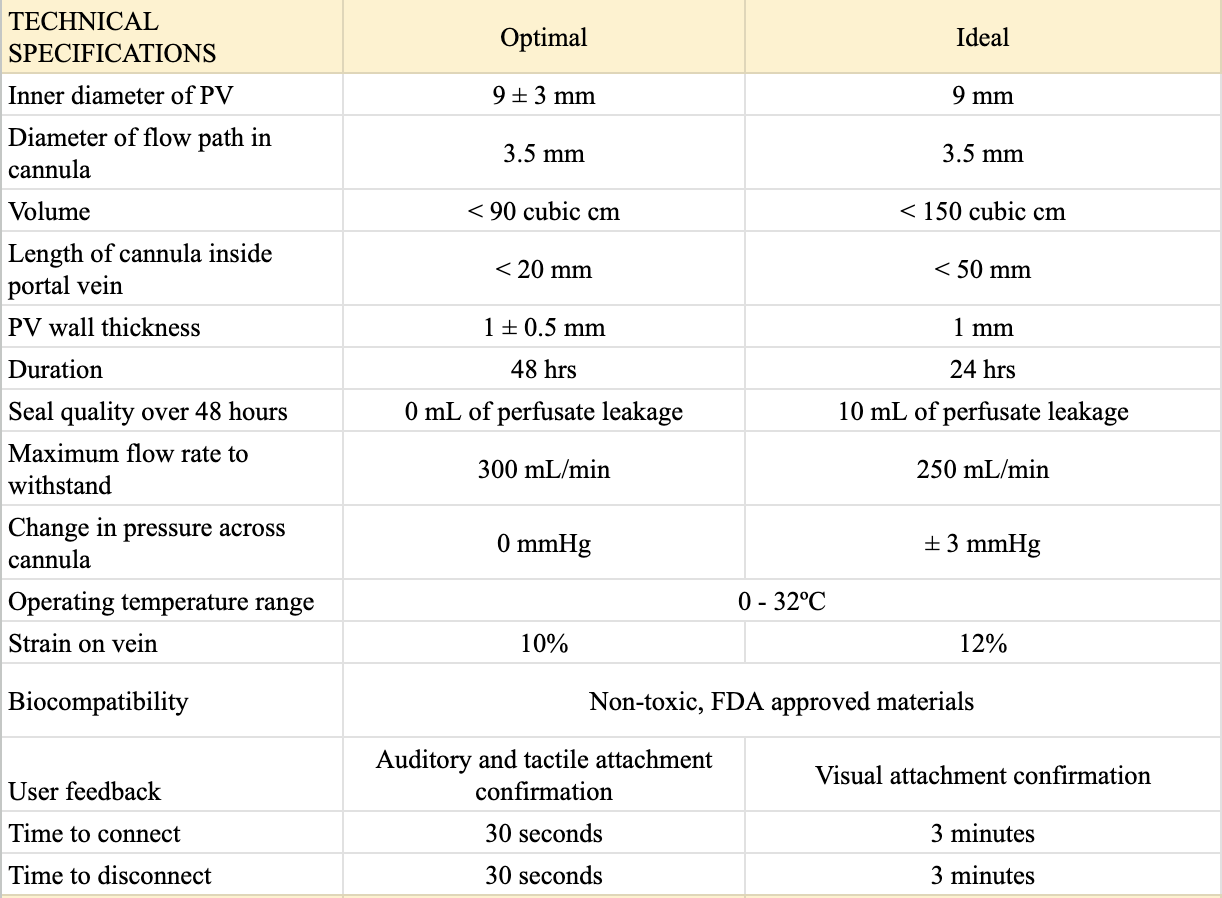 TECHNICAL
SPECIFICATIONS
Optimal
Ideal
Inner diameter of PV
9 ± 3 mm
9 mm
Diameter of flow path in
cannula
3.5 mm
3.5 mm
Volume
< 90 cubic cm
< 150 cubic cm
Length of cannula inside
portal vein
< 20 mm
< 50 mm
PV wall thickness
1 ± 0.5 mm
1 mm
Duration
48 hrs
24 hrs
Seal quality over 48 hours
0 mL of perfusate leakage
10 mL of perfusate leakage
Maximum flow rate to
withstand
300 mL/min
250 mL/min
Change in pressure across
cannula
0 mmHg
± 3 mmHg
Operating temperature range
0 - 32ºC
Strain on vein
10%
12%
Biocompatibility
Non-toxic, FDA approved materials
User feedback
Auditory and tactile attachment
confirmation
Visual attachment confirmation
Time to connect
30 seconds
3 minutes
Time to disconnect
30 seconds
3 minutes